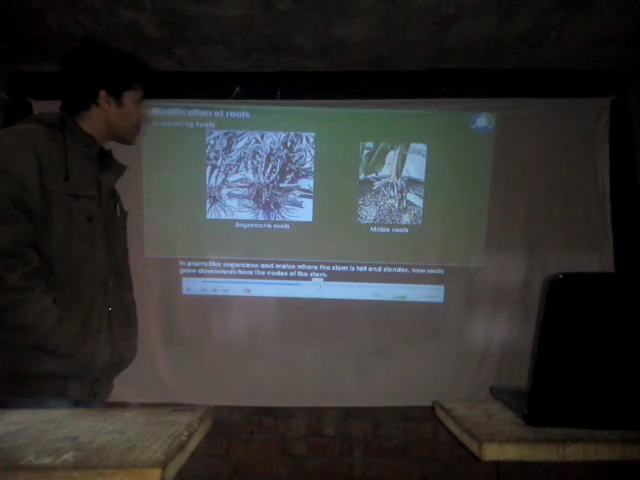 Modification of roots
roots
Sugarcane roots
Maize roots
In plants like sugarcane and maize where the stem is tall and slender, new roots
grow downwards from the nodes of the stem.